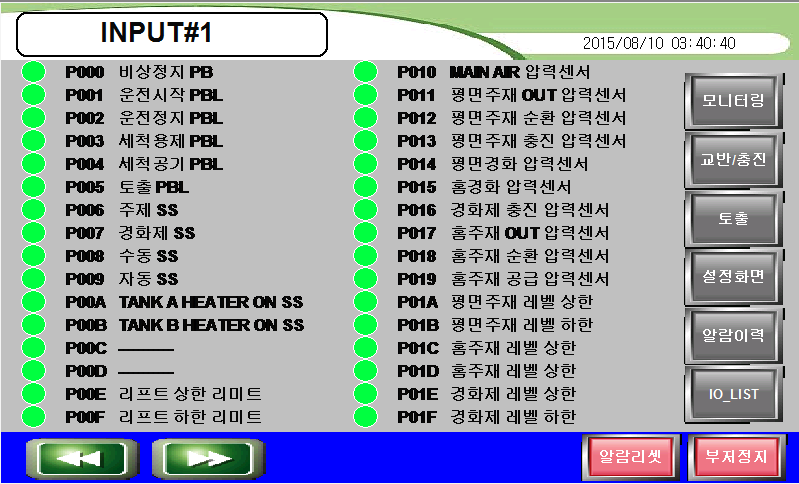 INPUT#1
2015/08/10 03:40:40
P000 비상정지 PB
P001 운전시작 PBL
P002 운전정지 PBL
P003 세척용제 PBL
P004 세척공기 PBL
P005 토출 PBL
P006 주제 SS
P007 경화제 SS
P008 수동 SS
P009 자동 SS
P00A TANK A HEATER ON SS
P00B TANK B HEATER ON SS
P00C ————
P00D ————
P00E 리프트 상한 리미트
P00F 리프트 하한 리미트
P010 MAIN AIR 압력센서
P011 평면주재 OUT 압력센서
P012 평면주재 순환 압력센서
P013 평면주재 충진 압력센서
P014 평면경화 압력센서
P015 홈경화 압력센서
P016 경화제 충진 압력센서
P017 홈주재 OUT 압력센서
P018 홈주재 순환 압력센서
P019 홈주재 공급 압력센서
P01A 평면주재 레벨 상한
P01B 평면주재 레벨 하한
P01C 홈주재 레벨 상한
P01D 홈주재 레벨 상한
P01E 경화제 레벨 상한
P01F 경화제 레벨 하한
모니터링
교반/충진
토출
설정화면
알람이력
IO_LIST
알람리셋
부저정지